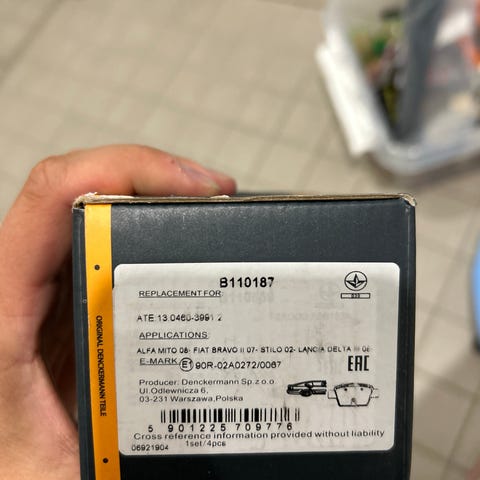 B110187
REPLACEMENT FOR:
ATE 13.0460-3991.2
APPLICATIONS
ALFA MITO 08- FIAT BRAVO II 07- STILO 02- LANCIA DELTA III 08-
E-MARK E1 90R-02A0272/0067
EAC
Producer: Denckermann Sp.z o.o.
Ul.Odlewnicza 6,
03-231 Warszawa,Polska
5 901225 709776
Cross reference information provided without liability
06921904 1set/4pcs
ORIGINAL DENCKERMANN TEILE